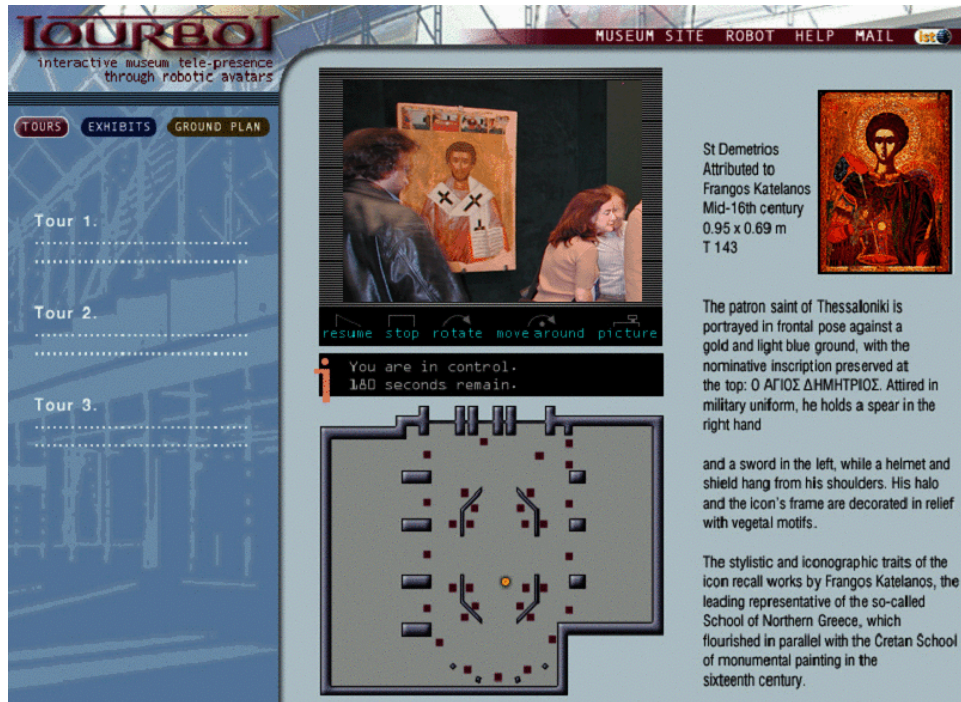 TOURBOT
interactive museum tele-presence
through robotic avatars
MUSEUM SITE ROBOT HELP MAIL ist
TOURS EXHIBITS GROUND PLAN
Tour 1.
Tour 2.
Tour 3.
resume stop rotate move around picture
i
You are in control.
180 seconds remain.
St Demetrios
Attributed to
Frangos Katelanos
Mid-16th century
0.95 x 0.69 m
T 143
The patron saint of Thessaloniki is
portrayed in frontal pose against a
gold and light blue ground, with the
nominative inscription preserved at
the top: Ο ΑΓΙΟΣ ΔΗΜΗΤΡΙΟΣ. Attired in
military uniform, he holds a spear in the
right hand
and a sword in the left, while a helmet and
shield hang from his shoulders. His halo
and the icon's frame are decorated in relief
with vegetal motifs.
The stylistic and iconographic traits of the
icon recall works by Frangos Katelanos, the
leading representative of the so-called
School of Northern Greece, which
flourished in parallel with the Cretan School
of monumental painting in the
sixteenth century.